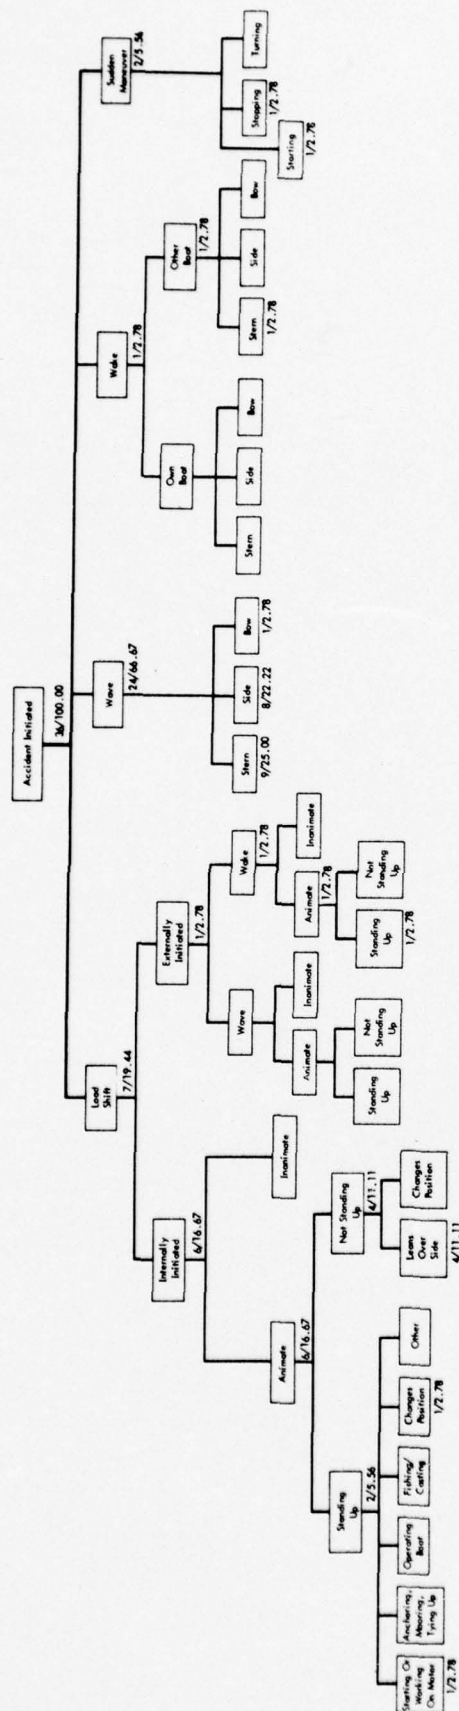 Accident Initiated
36/100.00
Load
Shift
7/19.44
Wave
24/66.67
Wake
1/2.78
Sudden
Maneuver
2/5.56
Internally
Initiated
6/16.67
Externally
Initiated
1/2.78
Stern
9/25.00
Side
8/22.22
Bow
1/2.78
Own
Boat
Other
Boat
1/2.78
Starting
1/2.78
Stopping
1/2.78
Turning
Animate
6/16.67
Inanimate
Wave
Wake
1/2.78
Stern
Side
Bow
Stern
1/2.78
Side
Bow
Animate
Inanimate
Animate
1/2.78
Inanimate
Standing
Up
2/5.56
Not Standing
Up
4/11.11
Standing
Up
Not
Standing
Up
Standing
Up
1/2.78
Not
Standing
Up
Starting Or
Working
On Motor
1/2.78
Anchoring,
Mooring,
Tying Up
Operating
Boat
Fishing/
Casting
Changes
Position
1/2.78
Other
Leans
Over
Side
4/11.11
Changes
Position